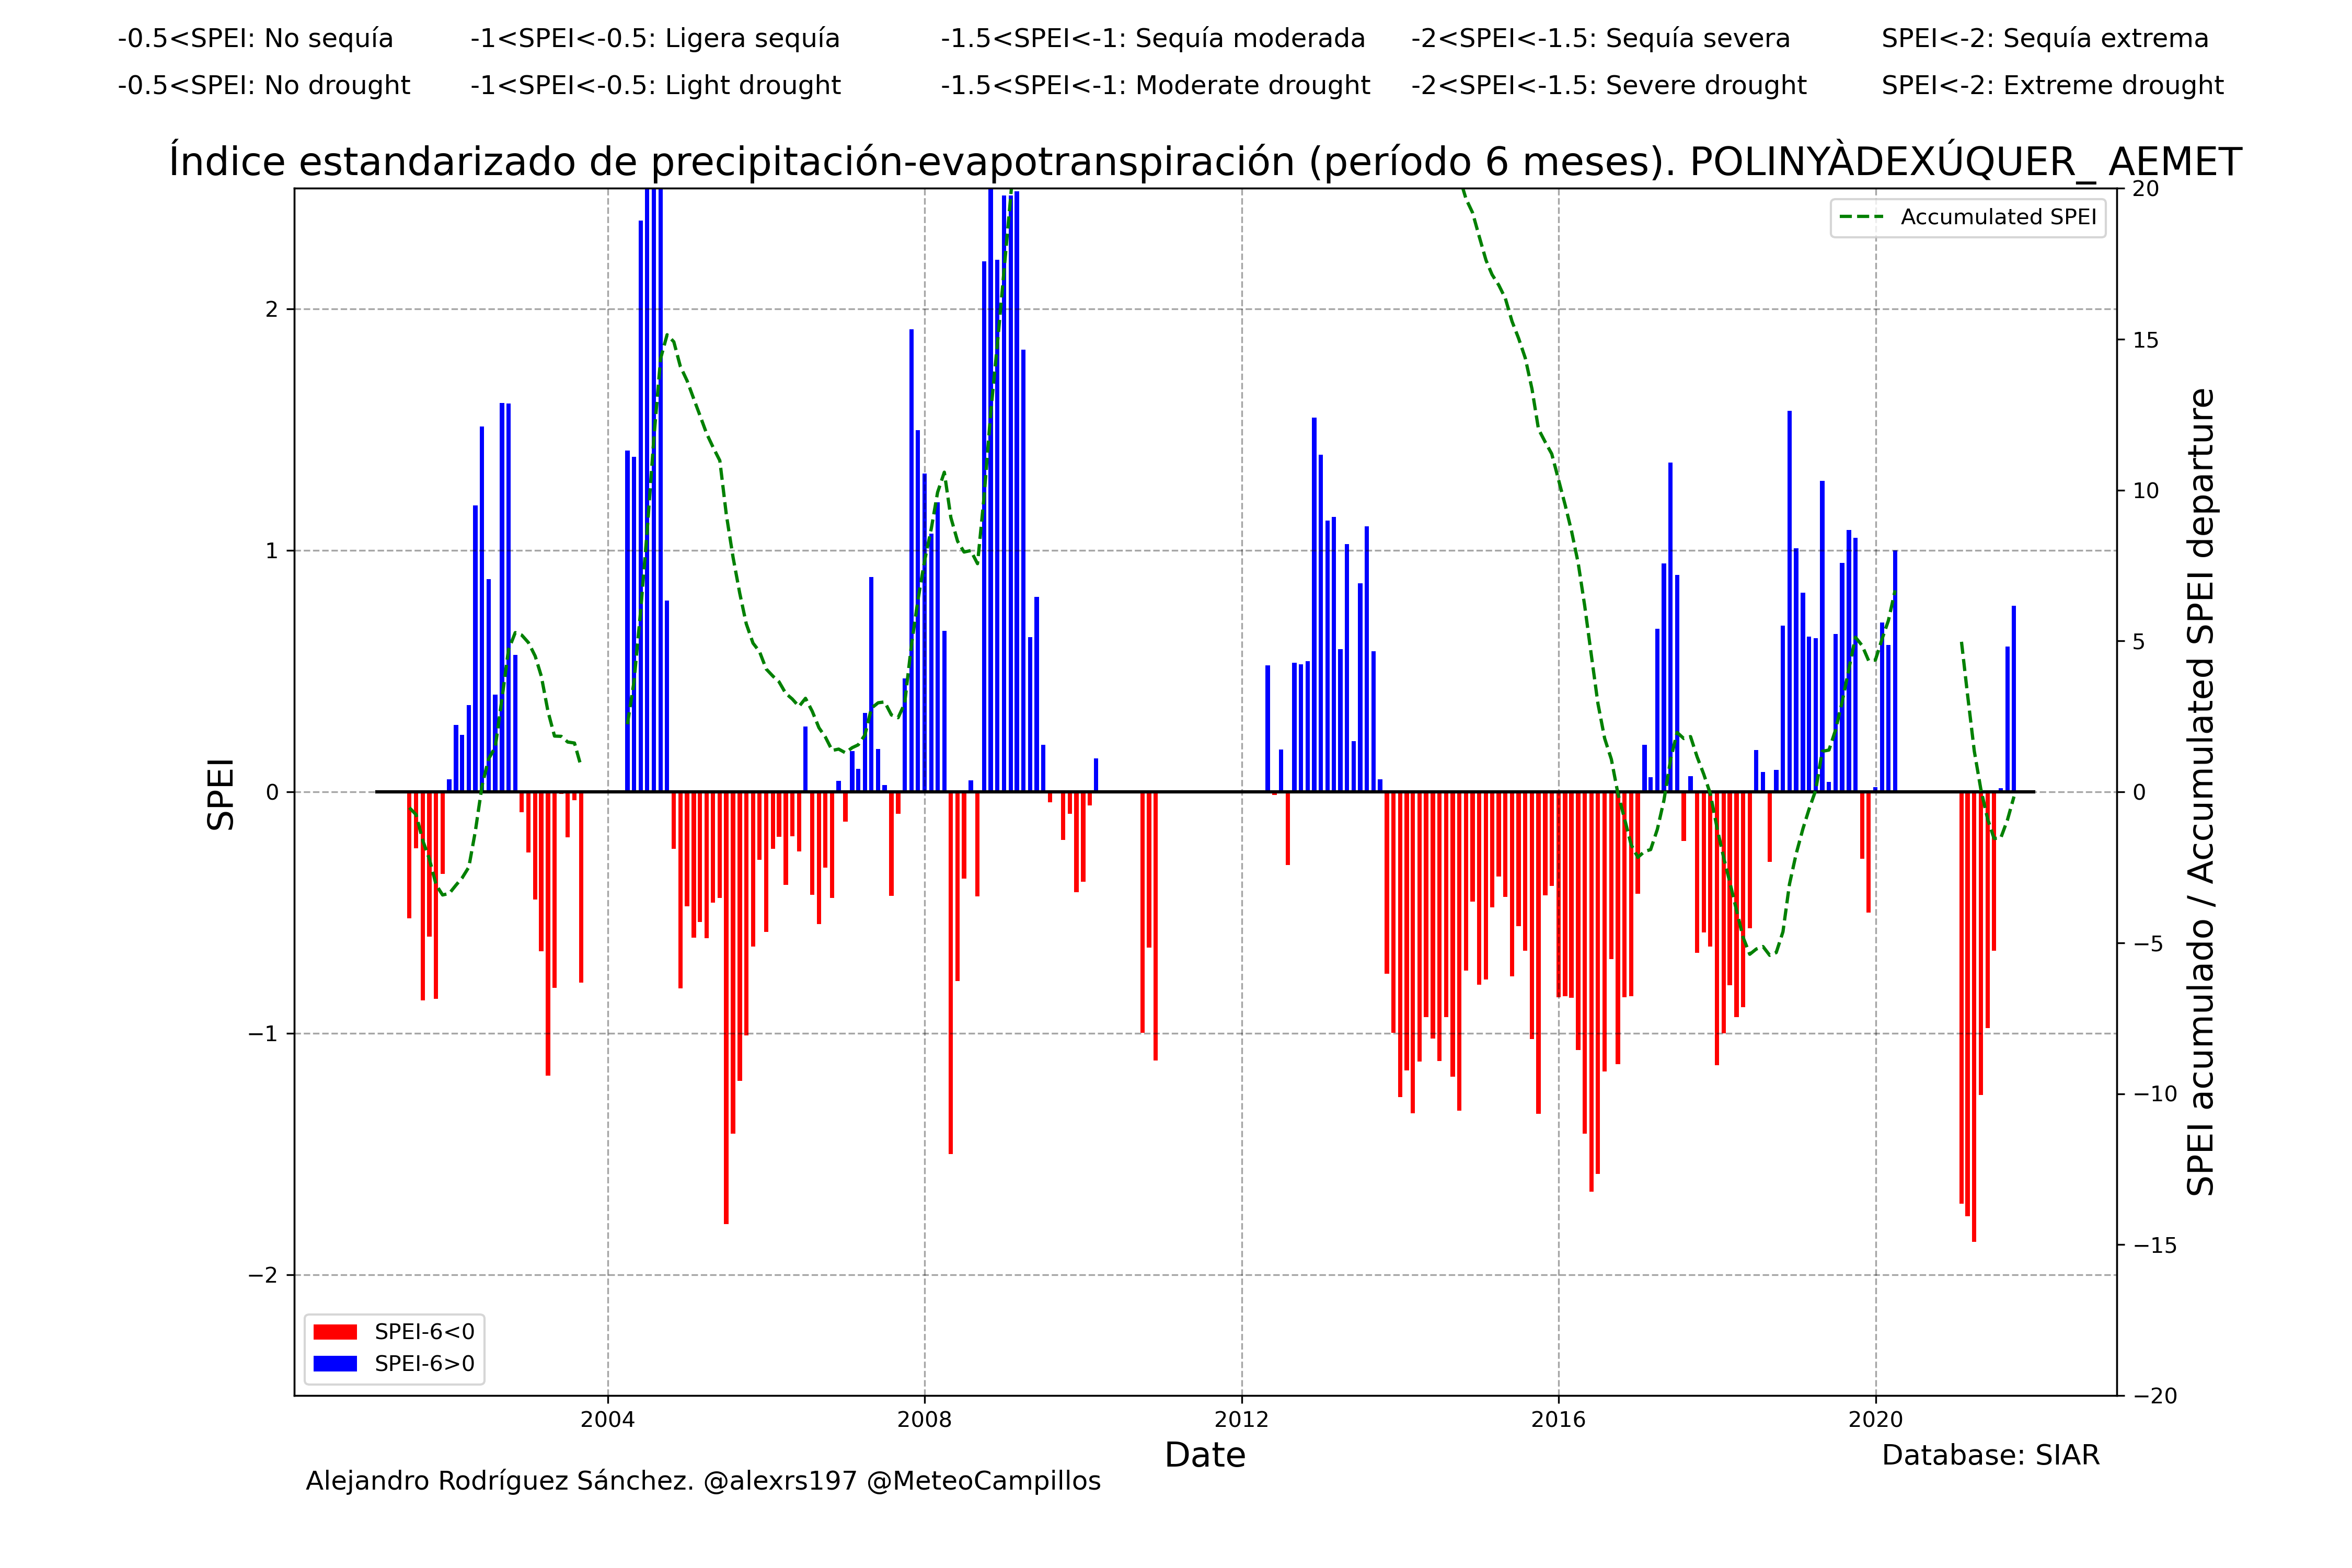 -0.5<SPEI: No sequía -1<SPEI<-0.5: Ligera sequía -1.5<SPEI<-1: Sequía moderada -2<SPEI<-1.5: Sequía severa SPEI<-2: Sequía extrema
-0.5<SPEI: No drought -1<SPEI<-0.5: Light drought -1.5<SPEI<-1: Moderate drought -2<SPEI<-1.5: Severe drought SPEI<-2: Extreme drought
Índice estandarizado de precipitación-evapotranspiración (período 6 meses). POLINYÀDEXÚQUER_ AEMET
Accumulated SPEI
SPEI
2
1
0
−1
−2
20
15
10
5
0
−5
−10
−15
−20
SPEI acumulado / Accumulated SPEI departure
SPEI-6<0
SPEI-6>0
2004 2008 2012 2016 2020
Date
Database: SIAR
Alejandro Rodríguez Sánchez. @alexrs197 @MeteoCampillos